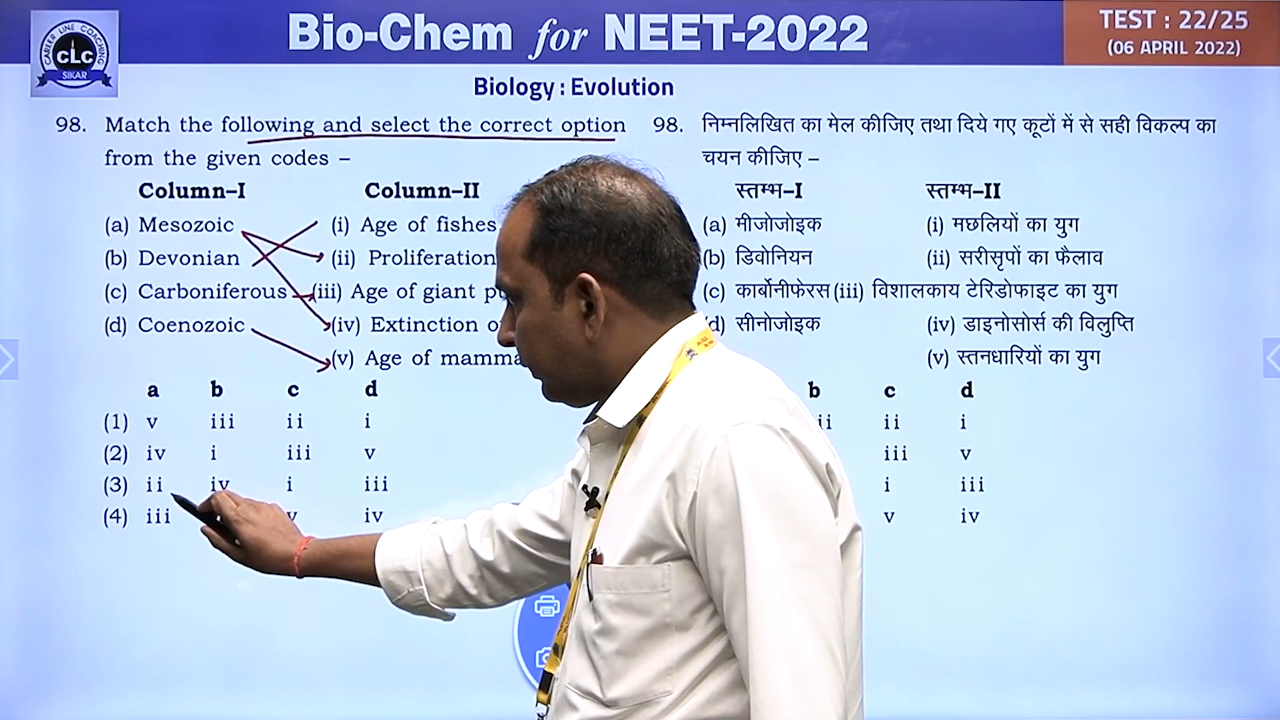 CAREER LINE COACHING
CLC
SIKAR
Bio-Chem for NEET-2022
TEST : 22/25
(06 APRIL 2022)
Biology : Evolution
98. Match the following and select the correct option
from the given codes –
Column–I Column–II
(a) Mesozoic (i) Age of fishes
(b) Devonian (ii) Proliferation
(c) Carboniferous (iii) Age of giant
(d) Coenozoic (iv) Extinction
(v) Age of
a b c d
(1) v iii ii i
(2) iv i iii v
(3) ii iv i iii
(4) iii v iv
98. निम्नलिखित का मेल कीजिए तथा दिये गए कूटों में से सही विकल्प का
चयन कीजिए –
स्तम्भ–I स्तम्भ–II
(a) मीजोजोइक (i) मछलियों का युग
(b) डिवोनियन (ii) सरीसृपों का फैलाव
(c) कार्बोनीफेरस (iii) विशालकाय टेरिडोफाइट का युग
(d) सीनोजोइक (iv) डाइनोसोर्स की विलुप्ति
(v) स्तनधारियों का युग
b c d
ii i
iii v
i iii
v iv